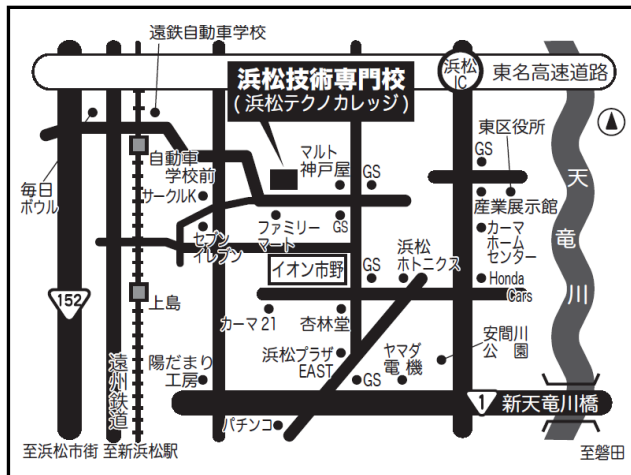 遠鉄自動車学校
浜松
IC
東名高速道路
浜松技術専門校
(浜松テクノカレッジ)
東区役所
GS
マルト
神戸屋
GS
自動車
学校前
サークルK
毎日
ボウル
産業展示館
天竜川
ファミリー
マート
GS
セブン
イレブン
カーマ
ホーム
センター
浜松
ホトニクス
イオン市野
GS
Honda
Cars
152
上島
カーマ21
杏林堂
安間川
公園
浜松プラザ
EAST
ヤマダ
電機
陽だまり
工房
GS
遠州鉄道
1
新天竜川橋
パチンコ
至浜松市街
至新浜松駅
至磐田